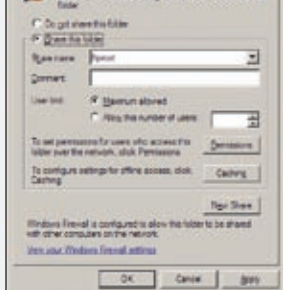 folder
Do not share this folder
Share this folder
Share name:
Comment:
User limit: Maximum allowed
Allow this number of users:
To set permissions for users who access this
folder over the network, click Permissions.
Permissions
To configure settings for offline access, click
Caching.
Caching
New Share
Windows Firewall is configured to allow this folder to be shared
with other computers on the network.
View your Windows Firewall settings
OK Cancel Apply